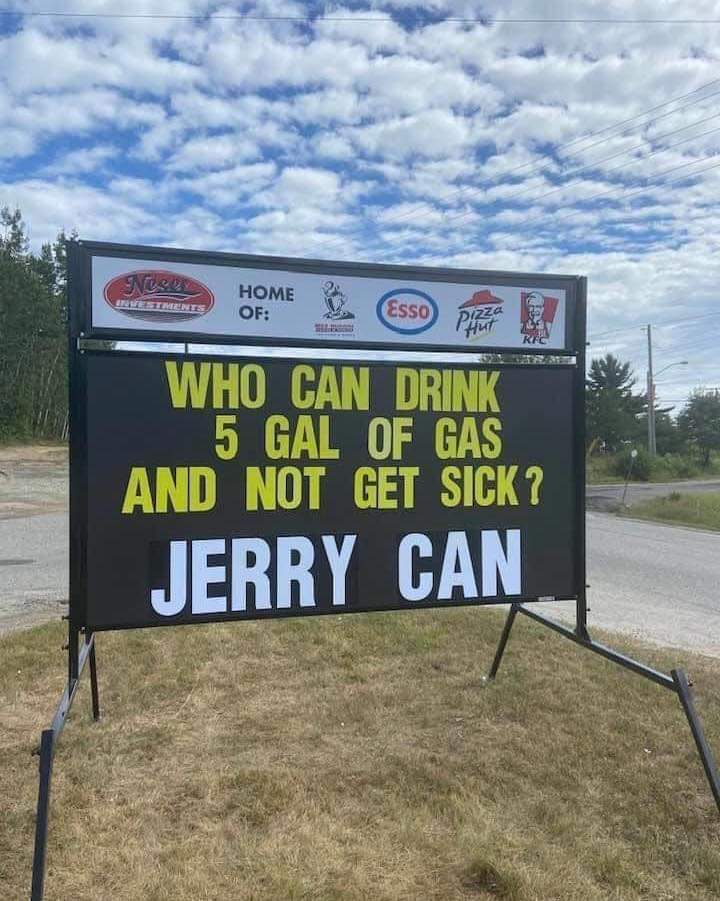 INVESTMENTS
HOME
OF:
Esso
Pizza
Hut
KFC
WHO CAN DRINK
5 GAL OF GAS
AND NOT GET SICK?
JERRY CAN